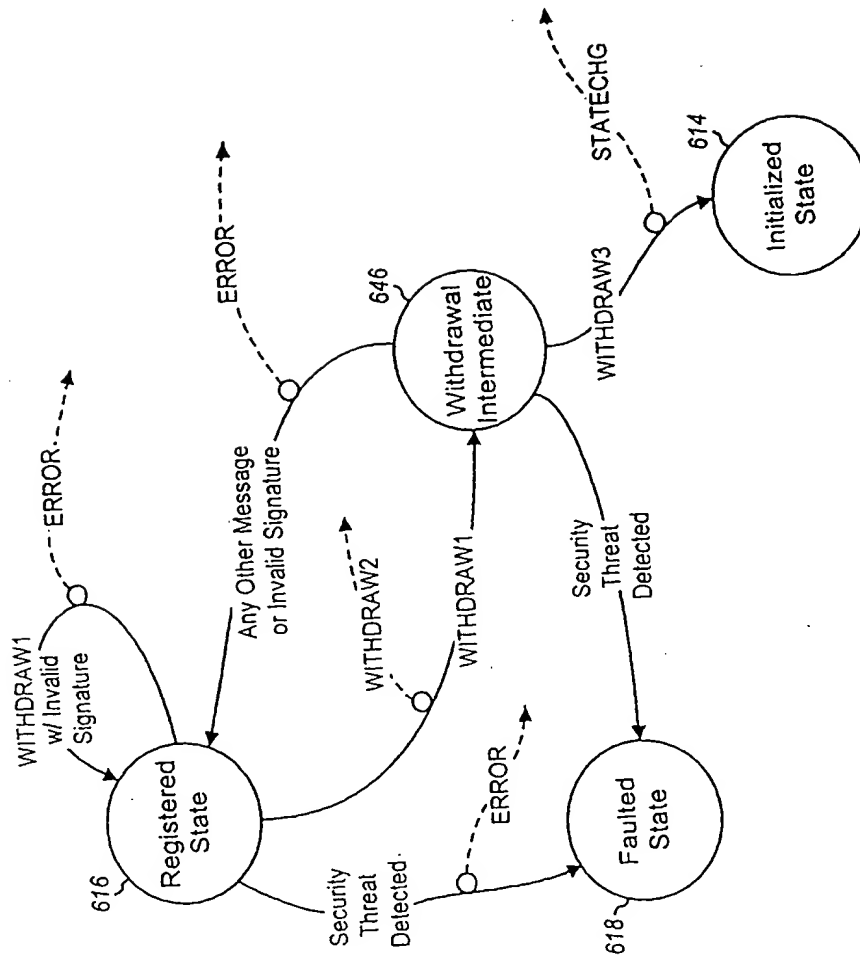 WITHDRAW1
w/ Invalid
Signature
ERROR
616
Registered
State
Any Other Message
or Invalid Signature
ERROR
WITHDRAW2
WITHDRAW1
646
Withdrawal
Intermediate
Security
Threat
Detected
ERROR
Security
Threat
Detected
WITHDRAW3
STATECHG
618
Faulted
State
614
Initialized
State